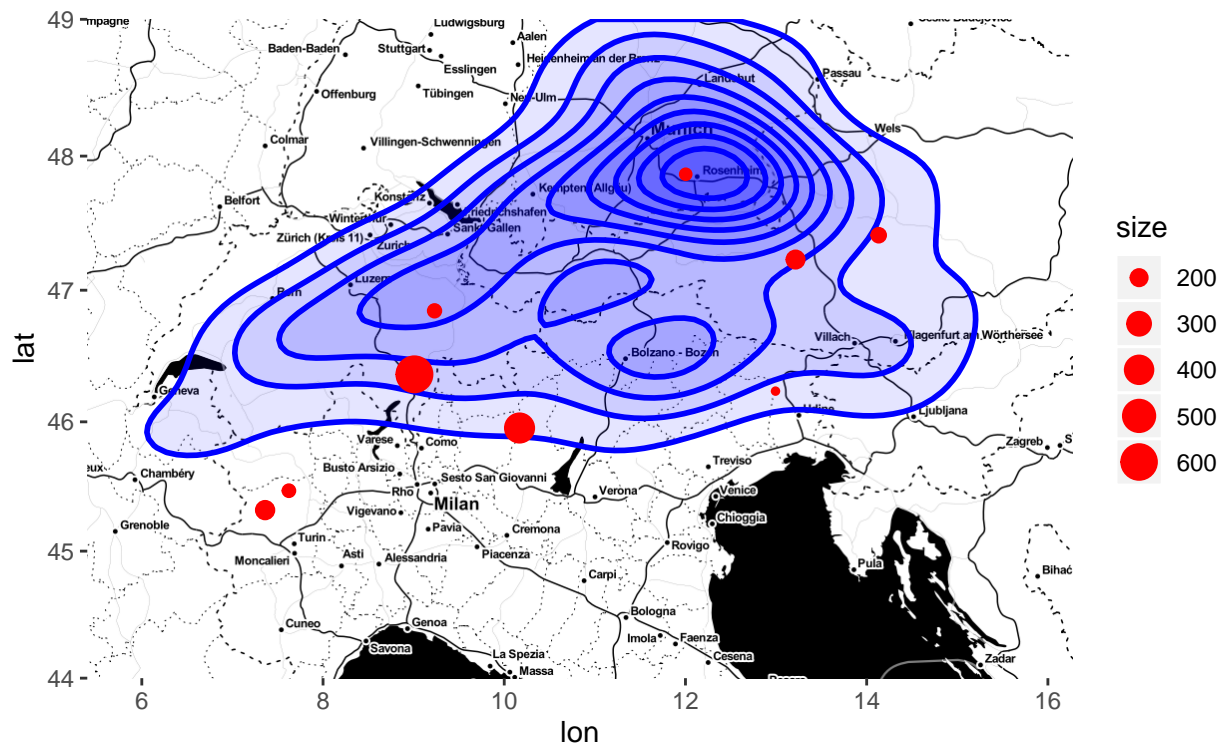 49
mpagne
Ludwigsburg
Baden-Baden
Stuttgart
Aalen
Esslingen
Landshut
Passau
Offenburg
Tübingen
Neu-Ulm
Munich
Wels
48
Colmar
Villingen-Schwenningen
Rosenheim
Kempten (Allgäu)
Belfort
Konstanz
Friedrichshafen
Winterthur
Sankt Gallen
Zürich (Kreis 11)
Zurich
size
200
300
400
500
600
47
Luzern
Bern
lat
Villach
Klagenfurt am Wörthersee
Bolzano - Bozen
Geneva
46
Udine
Ljubljana
Varese
Como
Zagreb
Chambéry
Busto Arsizio
Sesto San Giovanni
Treviso
Rho
Milan
Verona
Venice
Vigevano
Chioggia
Grenoble
Pavia
Cremona
Turin
Rovigo
45
Moncalieri
Asti
Alessandria
Piacenza
Carpi
Pula
Bihać
Bologna
Cuneo
Genoa
Imola
Faenza
Savona
La Spezia
Cesena
Zadar
Massa
44
6
8
10
12
14
16
lon